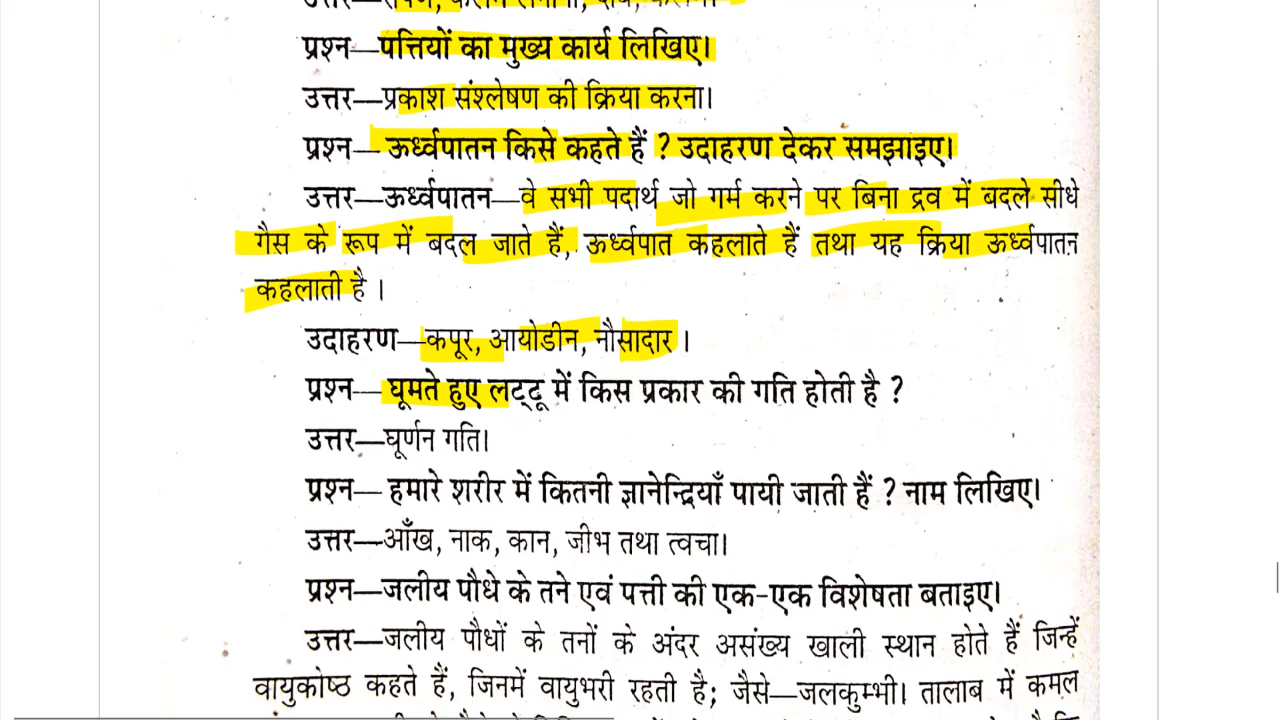 प्रश्न—पत्तियों का मुख्य कार्य लिखिए।
उत्तर—प्रकाश संश्लेषण की क्रिया करना।
प्रश्न— ऊर्ध्वपातन किसे कहते हैं ? उदाहरण देकर समझाइए।
उत्तर—ऊर्ध्वपातन—वे सभी पदार्थ जो गर्म करने पर बिना द्रव में बदले सीधे
गैस के रूप में बदल जाते हैं, ऊर्ध्वपात कहलाते हैं तथा यह क्रिया ऊर्ध्वपातन
कहलाती है ।
उदाहरण—कपूर, आयोडीन, नौसादार ।
प्रश्न—घूमते हुए लट्टू में किस प्रकार की गति होती है ?
उत्तर—घूर्णन गति।
प्रश्न— हमारे शरीर में कितनी ज्ञानेन्द्रियाँ पायी जाती हैं ? नाम लिखिए।
उत्तर—आँख, नाक, कान, जीभ तथा त्वचा।
प्रश्न—जलीय पौधे के तने एवं पत्ती की एक-एक विशेषता बताइए।
उत्तर—जलीय पौधों के तनों के अंदर असंख्य खाली स्थान होते हैं जिन्हें
वायुकोष्ठ कहते हैं, जिनमें वायुभरी रहती है; जैसे—जलकुम्भी। तालाब में कमल